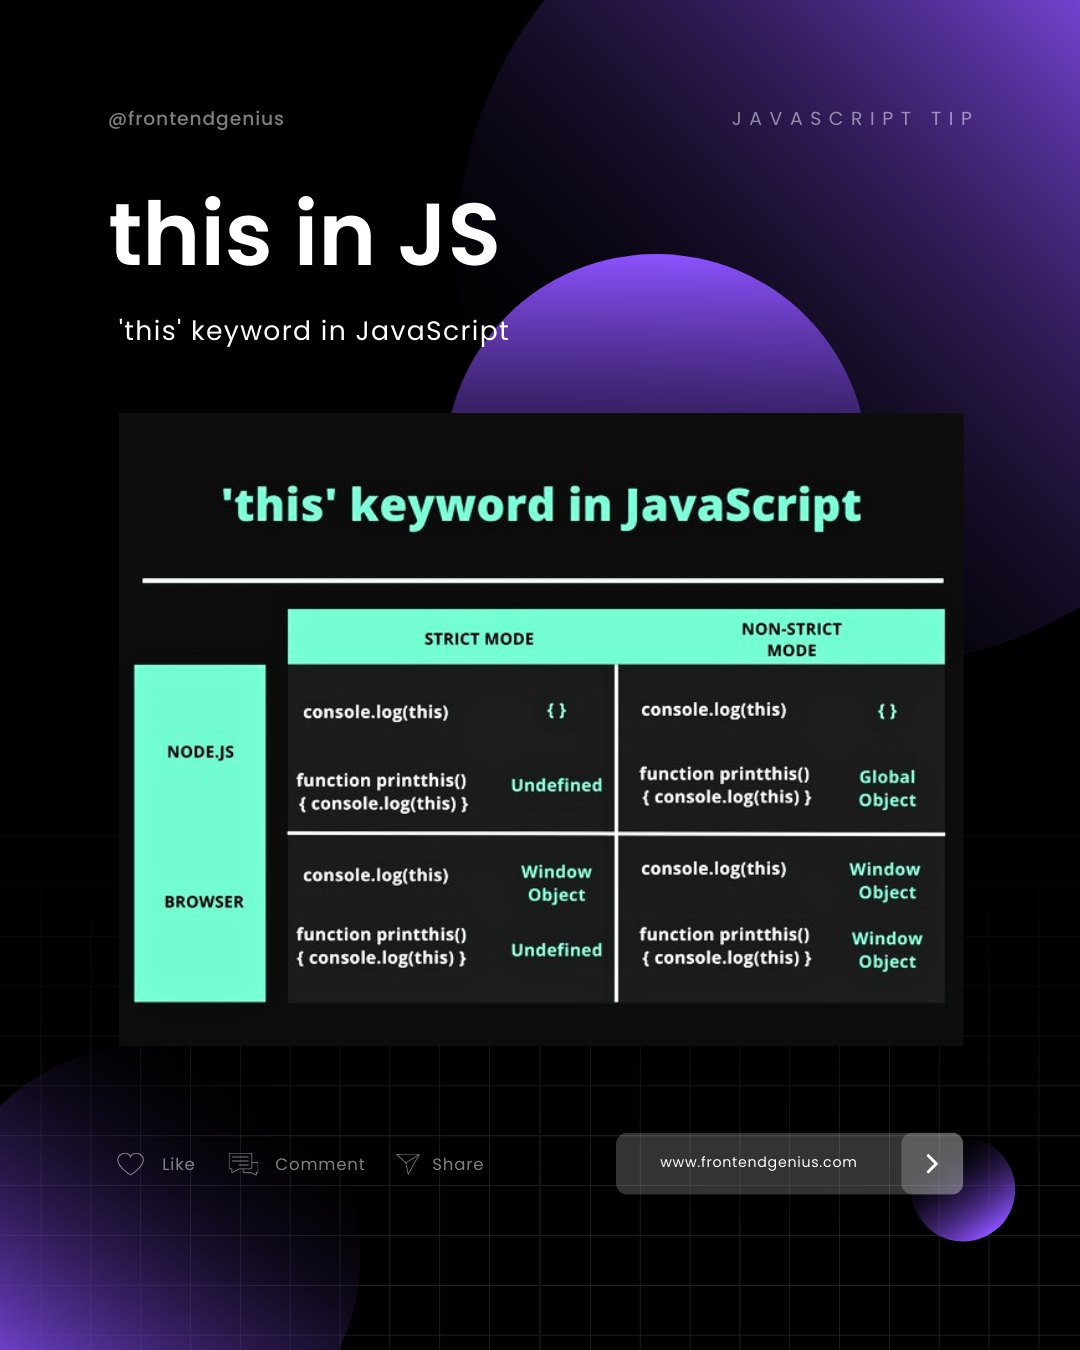 @frontendgenius
JAVASCRIPT TIP
this in JS
'this' keyword in JavaScript
'this' keyword in JavaScript
STRICT MODE
NON-STRICT
MODE
NODE.JS
console.log(this)
{ }
function printthis()
{ console.log(this) }
Undefined
console.log(this)
{ }
function printthis()
{ console.log(this) }
Global
Object
BROWSER
console.log(this)
Window
Object
function printthis()
{ console.log(this) }
Undefined
console.log(this)
Window
Object
function printthis()
{ console.log(this) }
Window
Object
Like
Comment
Share
www.frontendgenius.com